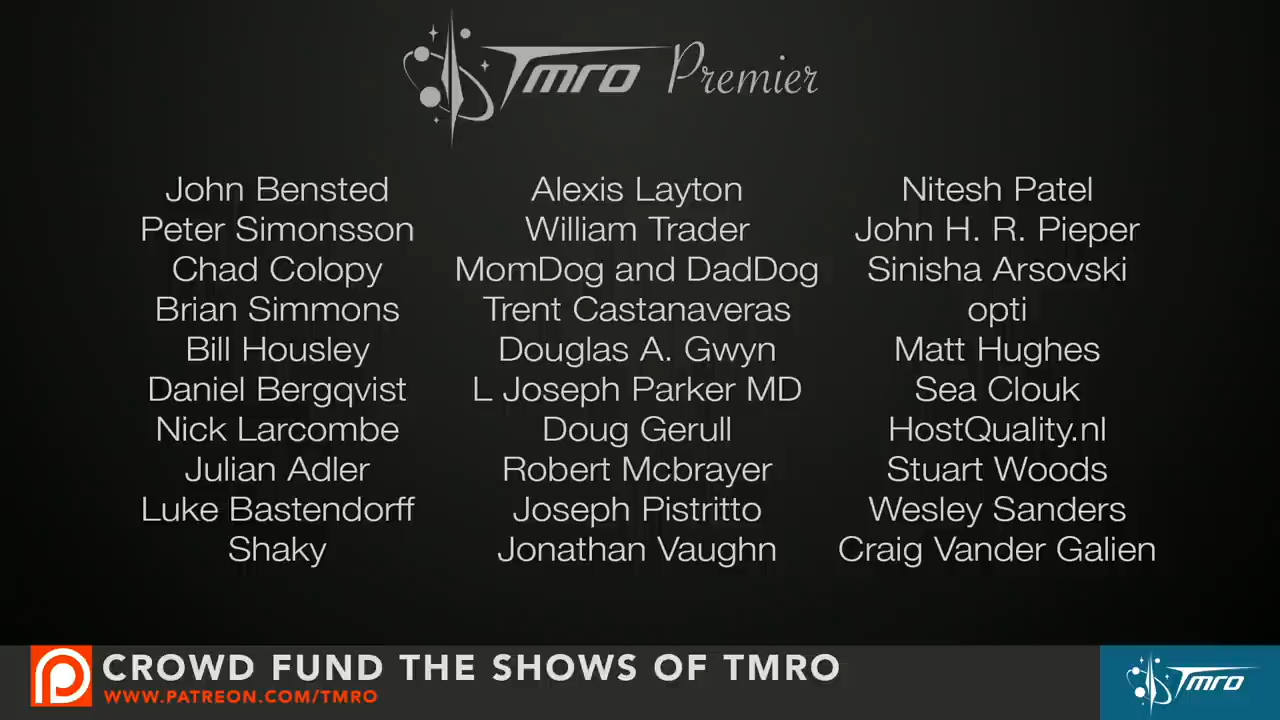 TMRO Premier
John Bensted
Peter Simonsson
Chad Colopy
Brian Simmons
Bill Housley
Daniel Bergqvist
Nick Larcombe
Julian Adler
Luke Bastendorff
Shaky
Alexis Layton
William Trader
MomDog and DadDog
Trent Castanaveras
Douglas A. Gwyn
L Joseph Parker MD
Doug Gerull
Robert Mcbrayer
Joseph Pistritto
Jonathan Vaughn
Nitesh Patel
John H. R. Pieper
Sinisha Arsovski
opti
Matt Hughes
Sea Clouk
HostQuality.nl
Stuart Woods
Wesley Sanders
Craig Vander Galien
CROWD FUND THE SHOWS OF TMRO
WWW.PATREON.COM/TMRO
TMRO